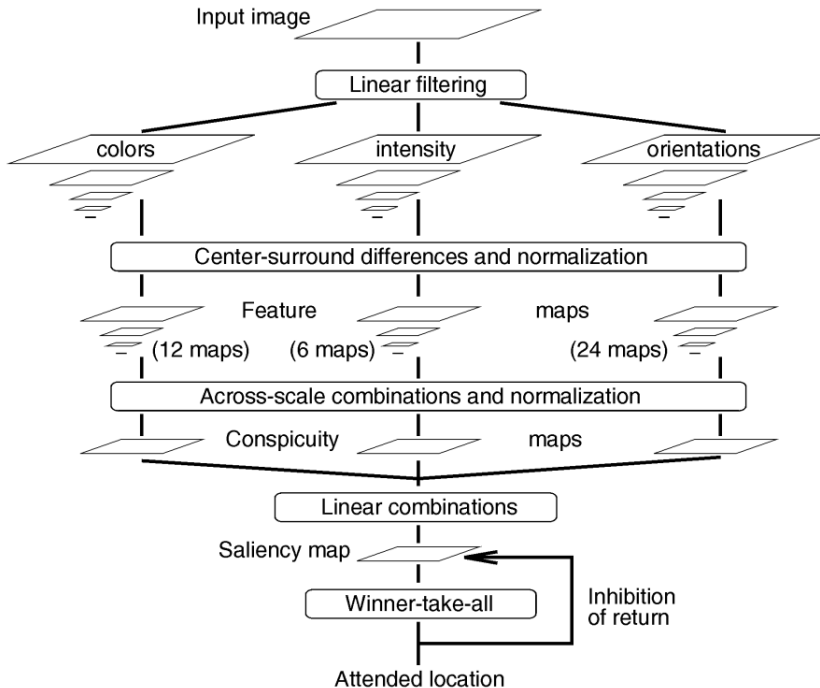 Input image
Linear filtering
colors
intensity
orientations
Center-surround differences and normalization
Feature maps
(12 maps)
(6 maps)
(24 maps)
Across-scale combinations and normalization
Conspicuity maps
Linear combinations
Saliency map
Winner-take-all
Inhibition
of return
Attended location